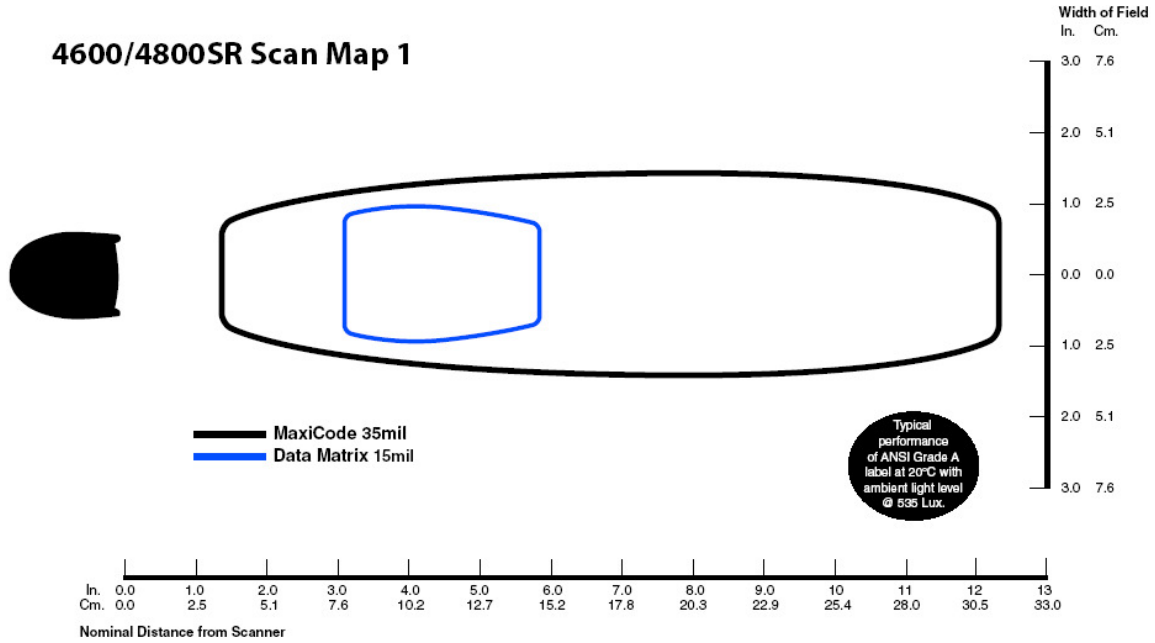 4600/4800SR Scan Map 1
Width of Field
In. Cm.
3.0 7.6
2.0 5.1
1.0 2.5
0.0 0.0
1.0 2.5
2.0 5.1
3.0 7.6
MaxiCode 35mil
Data Matrix 15mil
Typical
performance
of ANSI Grade A
label at 20°C with
ambient light level
@ 535 Lux.
In. 0.0 1.0 2.0 3.0 4.0 5.0 6.0 7.0 8.0 9.0 10 11 12 13
Cm. 0.0 2.5 5.1 7.6 10.2 12.7 15.2 17.8 20.3 22.9 25.4 28.0 30.5 33.0
Nominal Distance from Scanner